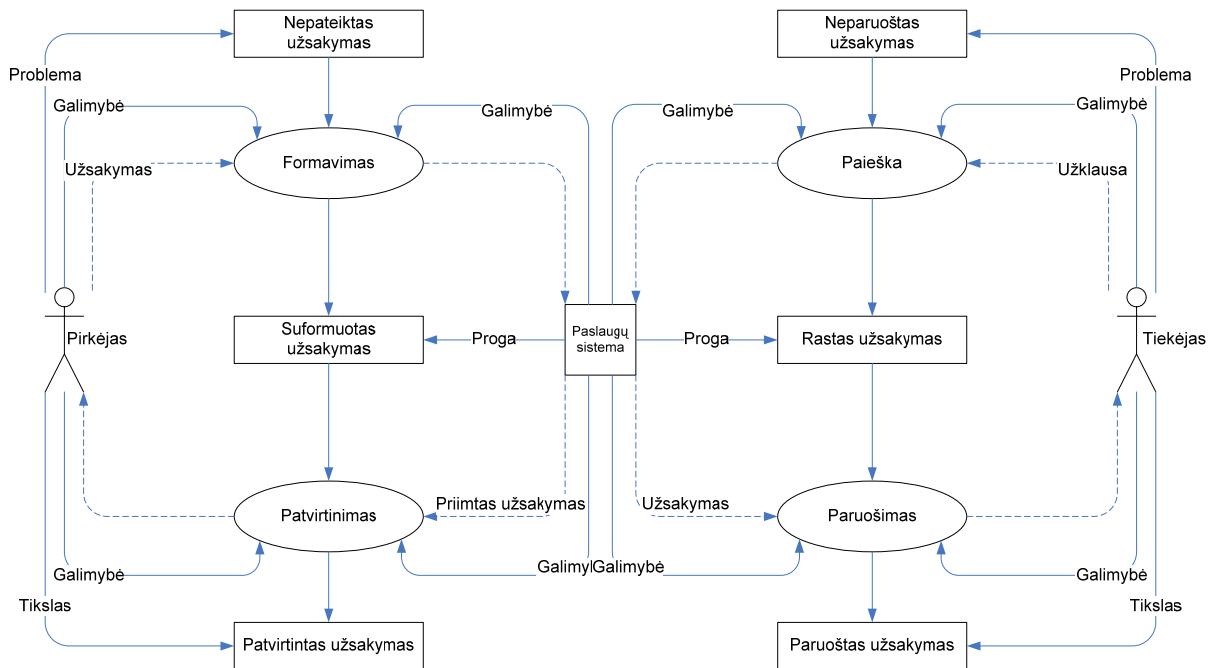 Nepateiktas
užsakymas
Neparuoštas
užsakymas
Problema
Problema
Galimybė
Galimybė
Galimybė
Galimybė
Užsakymas
Formavimas
Paieška
Užklausa
Pirkėjas
Suformuotas
užsakymas
Proga
Paslaugų
sistema
Proga
Rastas užsakymas
Tiekėjas
Priimtas užsakymas
Užsakymas
Patvirtinimas
Paruošimas
Galimybė
Galimyl
Galimybė
Galimybė
Tikslas
Tikslas
Patvirtintas užsakymas
Paruoštas užsakymas